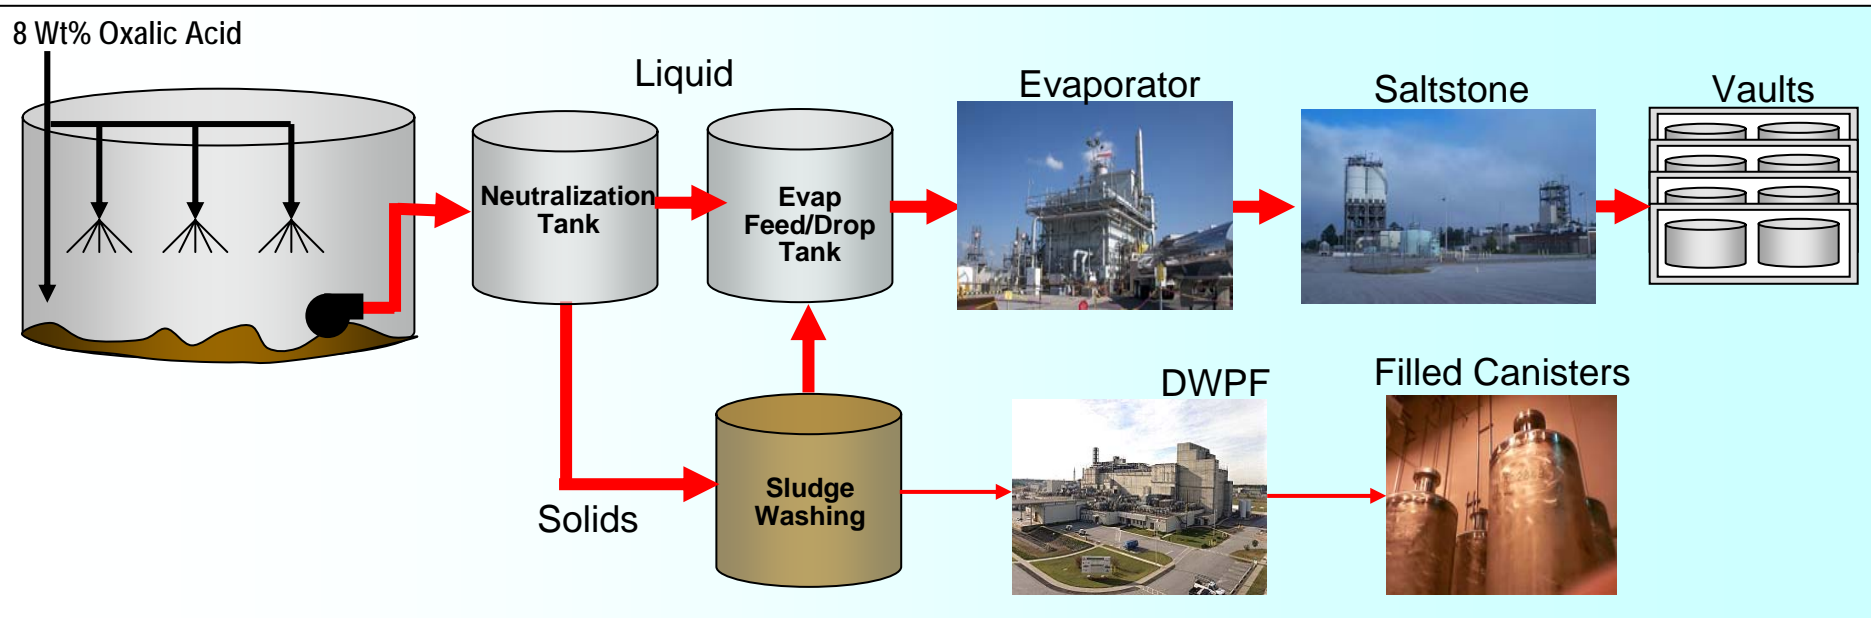 8 Wt% Oxalic Acid
Liquid
Evaporator
Saltstone
Vaults
Neutralization
Tank
Evap
Feed/Drop
Tank
DWPF
Filled Canisters
Sludge
Washing
Solids